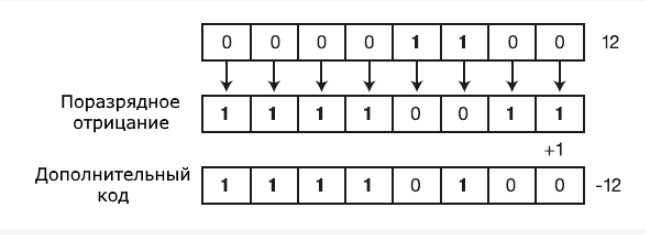 0 0 0 0 1 1 0 0 12
Поразрядное
отрицание
1 1 1 1 0 0 1 1
+1
Дополнительный
код
1 1 1 1 0 1 0 0 -12